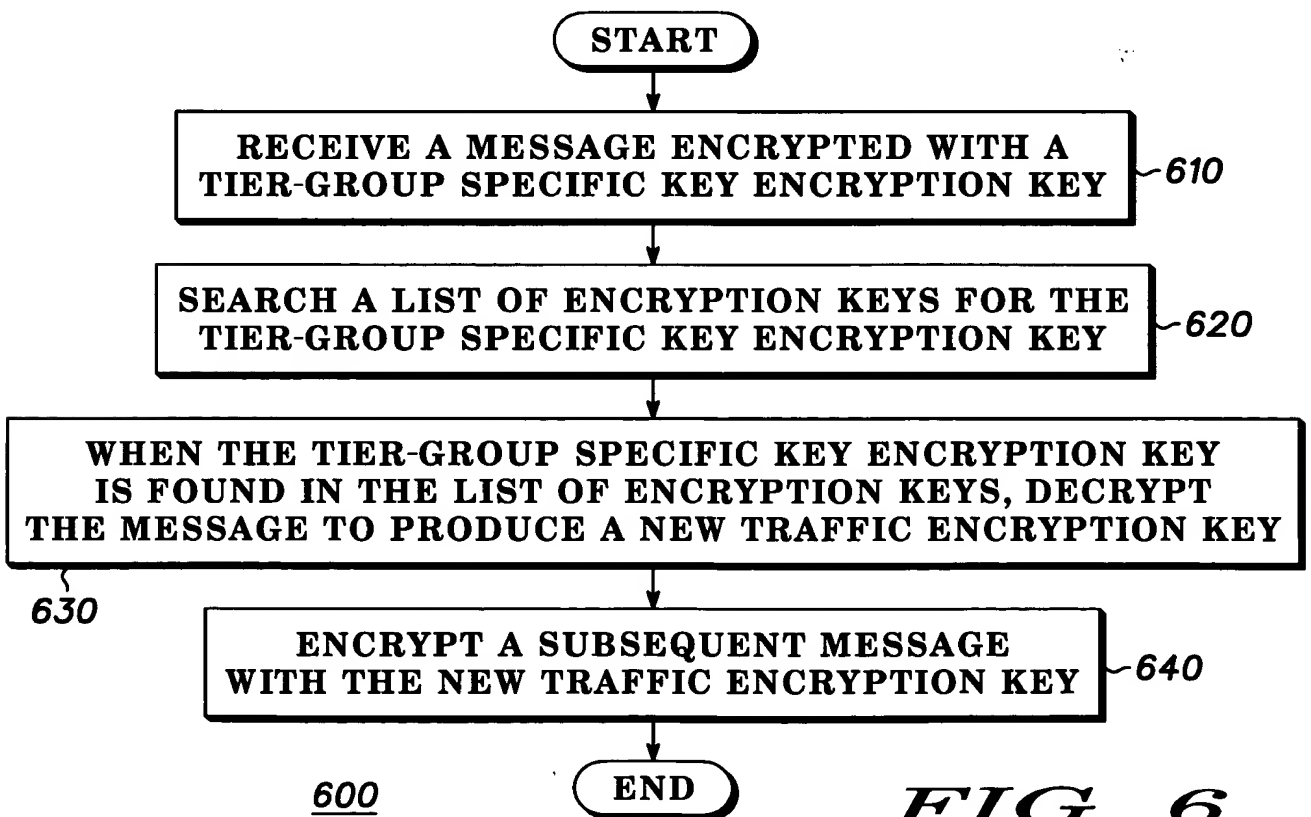 START
RECEIVE A MESSAGE ENCRYPTED WITH A
TIER-GROUP SPECIFIC KEY ENCRYPTION KEY
610
SEARCH A LIST OF ENCRYPTION KEYS FOR THE
TIER-GROUP SPECIFIC KEY ENCRYPTION KEY
620
WHEN THE TIER-GROUP SPECIFIC KEY ENCRYPTION KEY
IS FOUND IN THE LIST OF ENCRYPTION KEYS, DECRYPT
THE MESSAGE TO PRODUCE A NEW TRAFFIC ENCRYPTION KEY
630
ENCRYPT A SUBSEQUENT MESSAGE
WITH THE NEW TRAFFIC ENCRYPTION KEY
640
END
600
FIG. 6